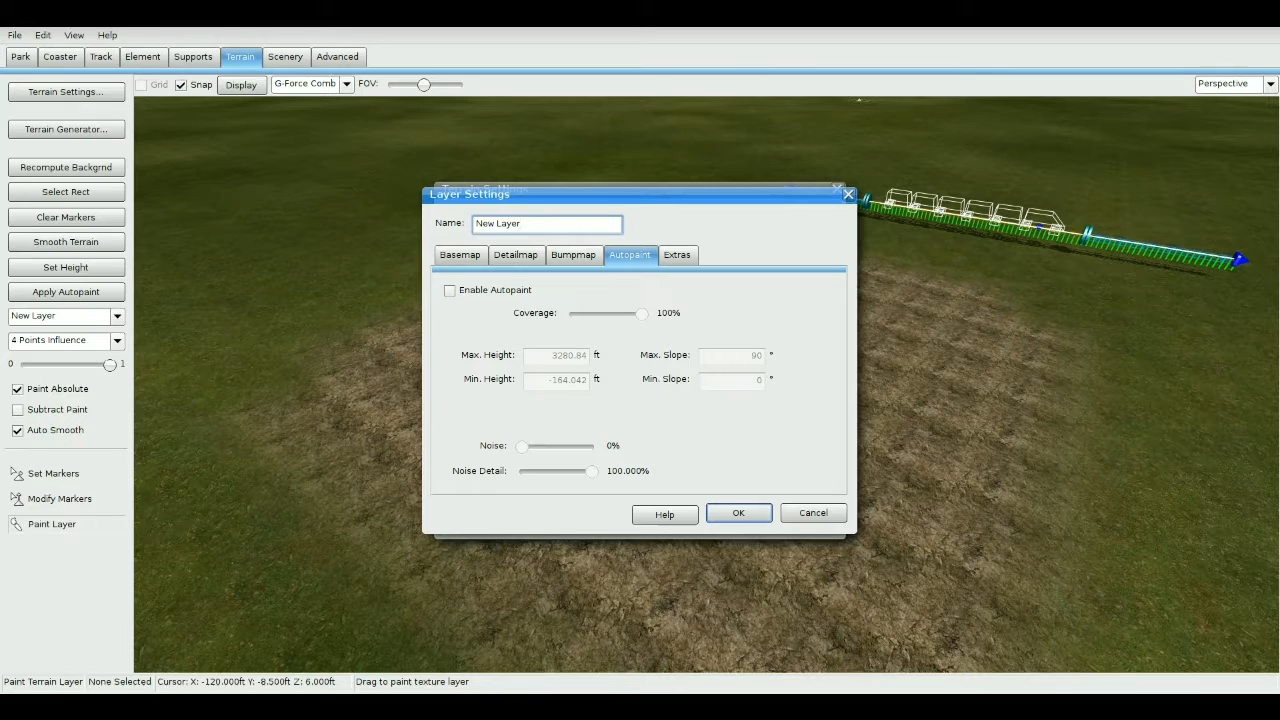 File Edit View Help
Park Coaster Track Element Supports Terrain Scenery Advanced
Terrain Settings...
Grid Snap Display G-Force Comb FOV: Perspective
Terrain Generator...
Recompute Backgrnd
Select Rect
Clear Markers
Smooth Terrain
Set Height
Apply Autopaint
New Layer
4 Points Influence
0 1
Paint Absolute
Subtract Paint
Auto Smooth
Set Markers
Modify Markers
Paint Layer
Layer Settings
Name: New Layer
Basemap Detailmap Bumpmap Autopaint Extras
Enable Autopaint
Coverage: 100%
Max. Height: 3280.84 ft Max. Slope: 90 °
Min. Height: -164.042 ft Min. Slope: 0 °
Noise: 0%
Noise Detail: 100.000%
Help OK Cancel
Paint Terrain Layer None Selected Cursor: X: -120.000ft Y: -8.500ft Z: 6.000ft Drag to paint texture layer